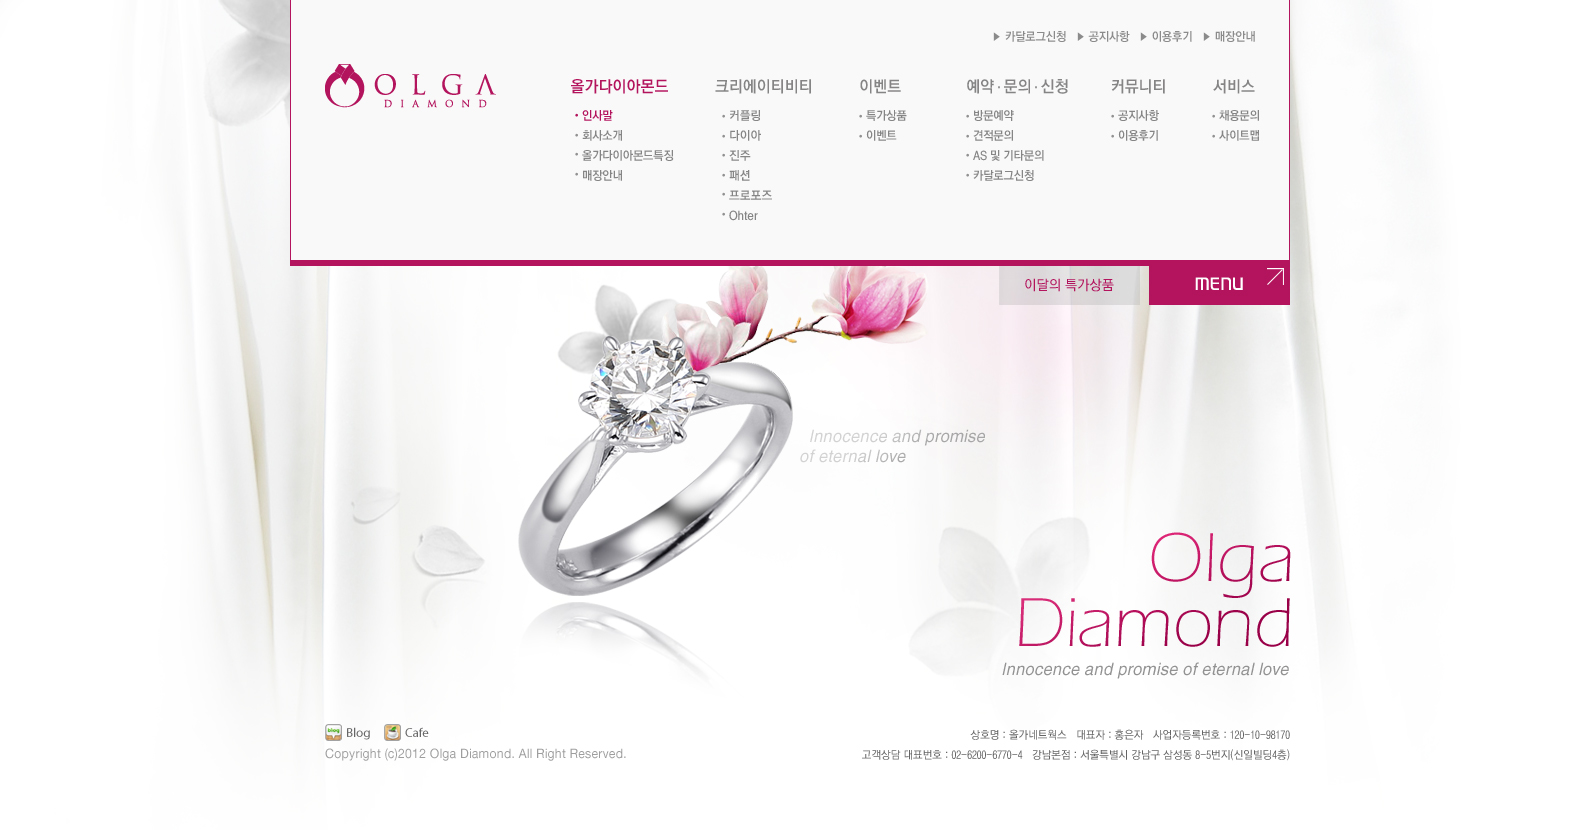 카달로그신청 공지사항 이용후기 매장안내
OLGA
DIAMOND
올가다이아몬드 크리에이티비티 이벤트 예약 · 문의 · 신청 커뮤니티 서비스
인사말 커플링 특가상품 방문예약 공지사항 채용문의
회사소개 다이아 이벤트 견적문의 이용후기 사이트맵
올가다이아몬드특징 진주 AS 및 기타문의
매장안내 패션 카달로그신청
프로포즈
Ohter
이달의 특가상품 MENU
Innocence and promise
of eternal love
Olga
Diamond
Innocence and promise of eternal love
blog Blog Cafe
Copyright (c)2012 Olga Diamond. All Right Reserved.
상호명 : 올가네트웍스 대표자 : 홍은자 사업자등록번호 : 120-10-98170
고객상담 대표번호 : 02-6200-6770-4 강남본점 : 서울특별시 강남구 삼성동 8-5번지(신일빌딩4층)